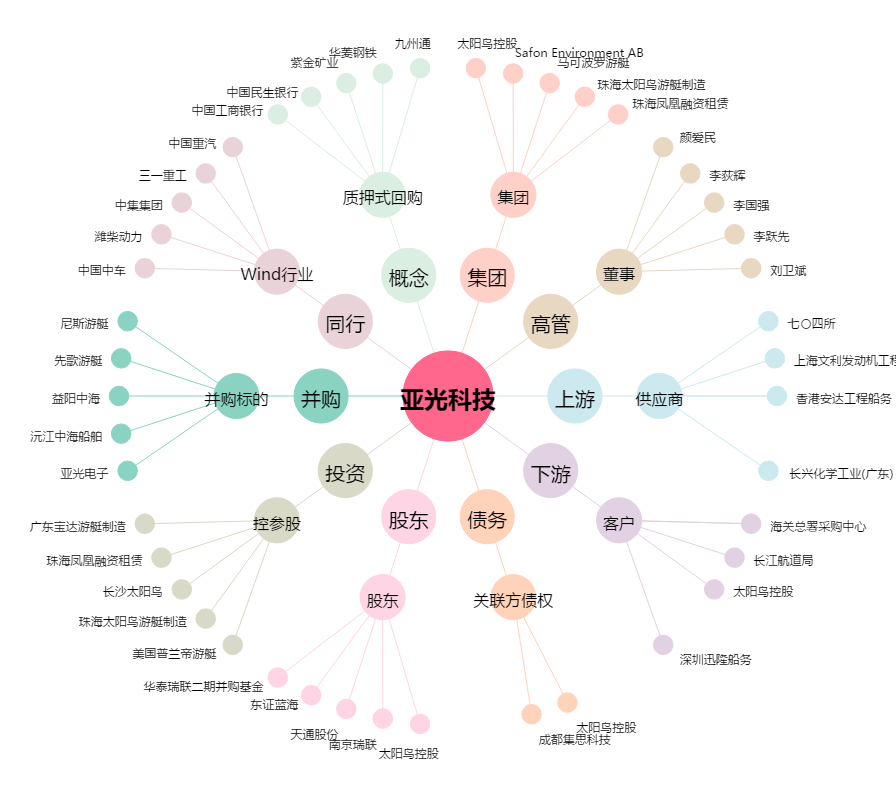 九州通
太阳鸟控股
华菱钢铁
Safon Environment AB
紫金矿业
马可波罗游艇
中国民生银行
珠海太阳鸟游艇制造
中国工商银行
珠海凤凰融资租赁
中国重汽
颜爱民
三一重工
李荻辉
质押式回购
集团
中集集团
李国强
潍柴动力
李跃先
中国中车
Wind行业
概念
集团
董事
刘卫斌
尼斯游艇
同行
高管
七〇四所
先歌游艇
上海文利发动机工程
益阳中海
并购标的
并购
亚光科技
上游
供应商
香港安达工程船务
沅江中海船舶
亚光电子
投资
下游
长兴化学工业(广东)
广东宝达游艇制造
控参股
股东
债务
客户
海关总署采购中心
珠海凤凰融资租赁
长江航道局
长沙太阳鸟
太阳鸟控股
珠海太阳鸟游艇制造
股东
关联方债权
美国普兰帝游艇
深圳迅隆船务
华泰瑞联二期并购基金
东证蓝海
天通股份
太阳鸟控股
南京瑞联
成都集思科技
太阳鸟控股